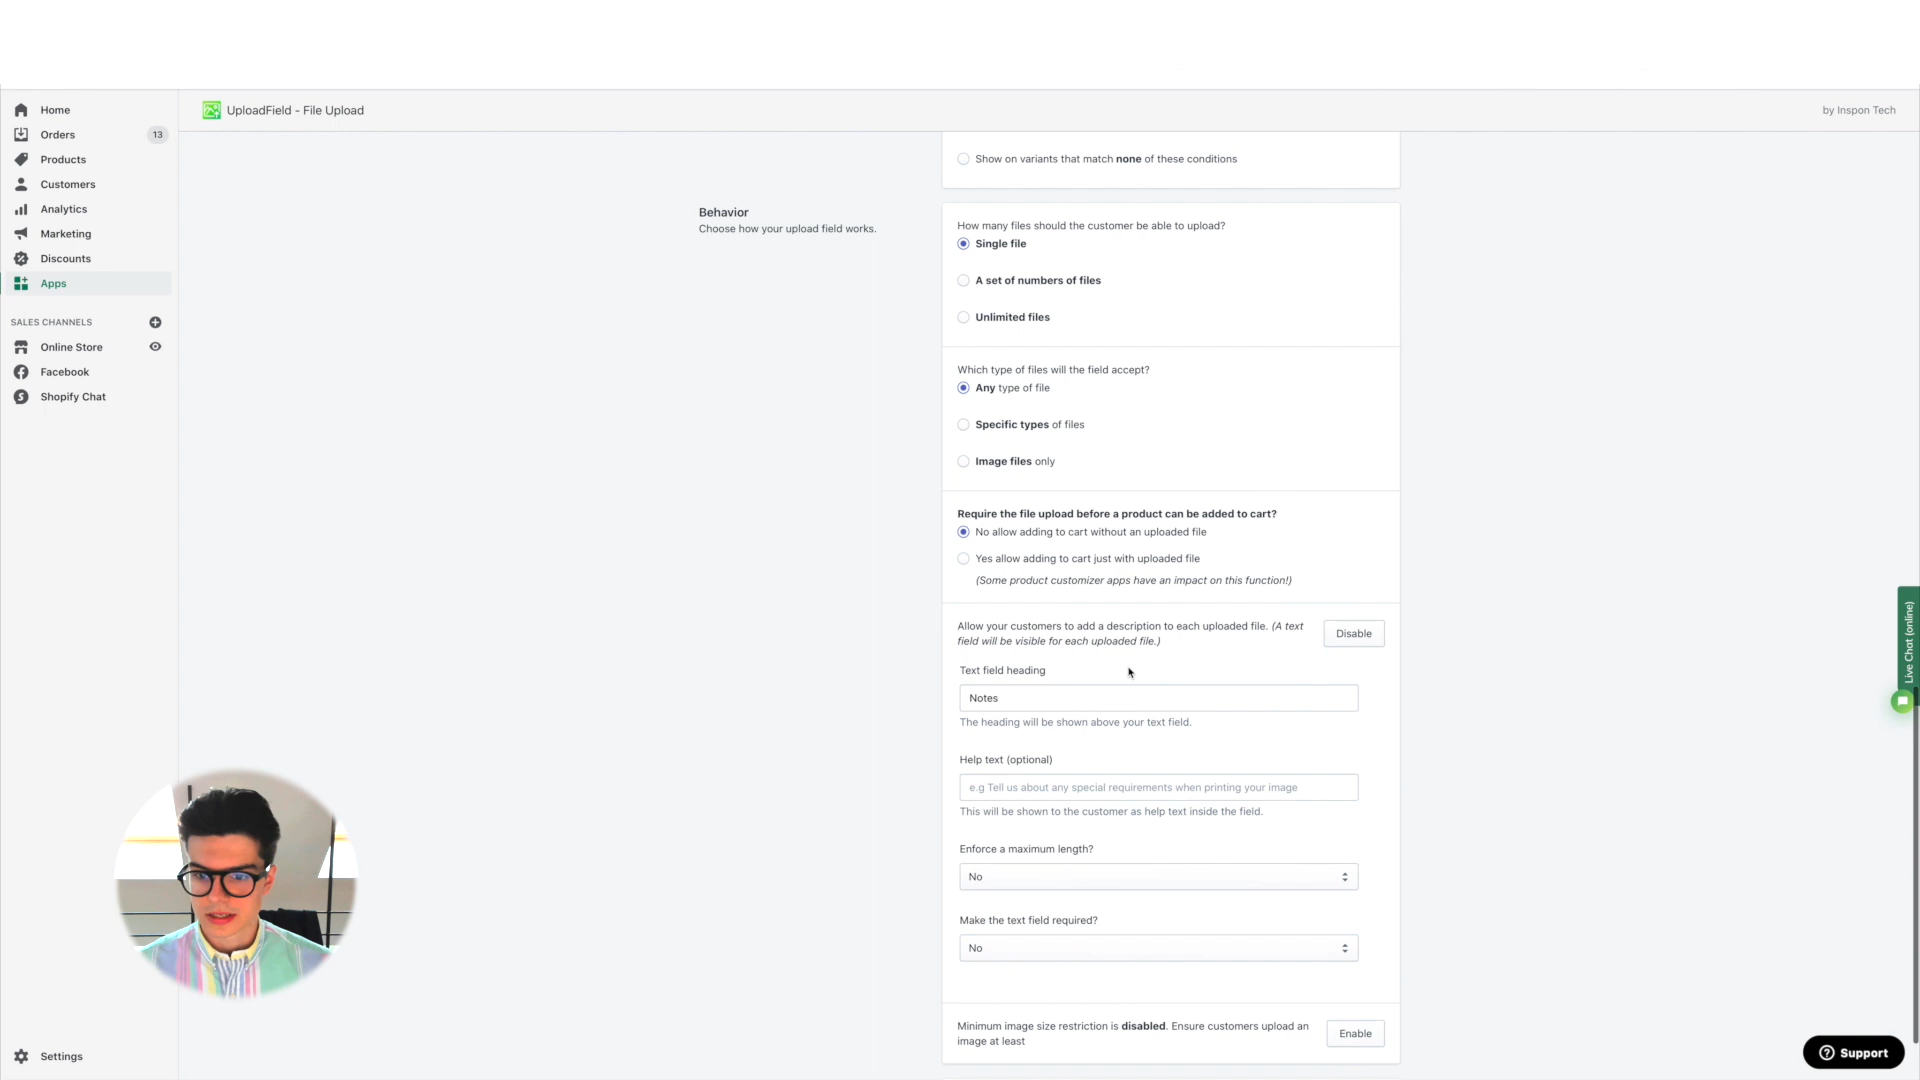 Home
Orders 13
Products
Customers
Analytics
Marketing
Discounts
Apps
SALES CHANNELS
Online Store
Facebook
Shopify Chat
Settings
UploadField - File Upload
by Inspon Tech
Show on variants that match none of these conditions
Behavior
Choose how your upload field works.
How many files should the customer be able to upload?
Single file
A set of numbers of files
Unlimited files
Which type of files will the field accept?
Any type of file
Specific types of files
Image files only
Require the file upload before a product can be added to cart?
No allow adding to cart without an uploaded file
Yes allow adding to cart just with uploaded file
(Some product customizer apps have an impact on this function!)
Allow your customers to add a description to each uploaded file. (A text
field will be visible for each uploaded file.)
Disable
Text field heading
Notes
The heading will be shown above your text field.
Help text (optional)
e.g Tell us about any special requirements when printing your image
This will be shown to the customer as help text inside the field.
Enforce a maximum length?
No
Make the text field required?
No
Minimum image size restriction is disabled. Ensure customers upload an
image at least
Enable
Live Chat (online)
Support